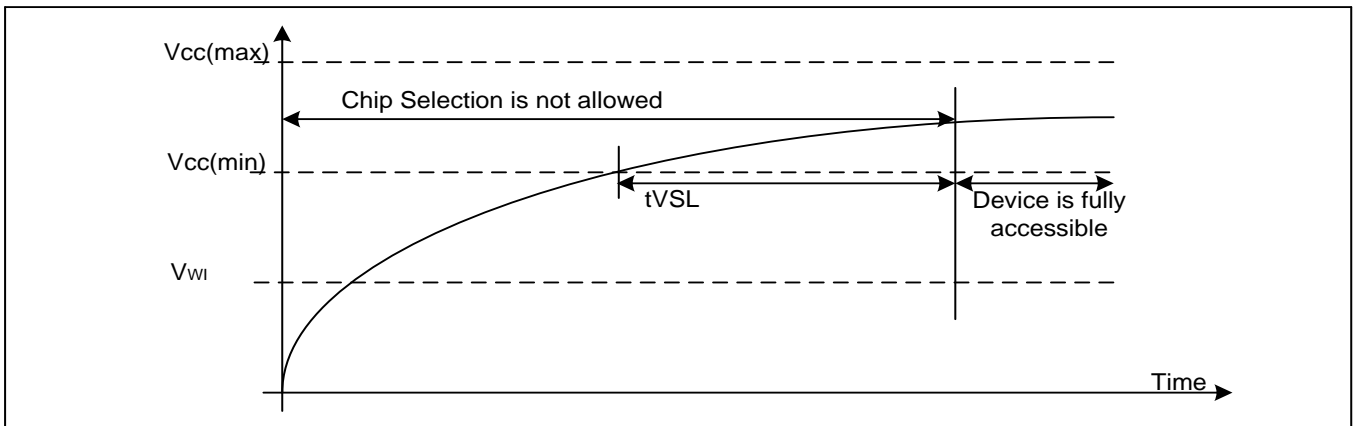 Vcc(max)
Chip Selection is not allowed
Vcc(min)
tVSL
Device is fully
accessible
VWI
Time